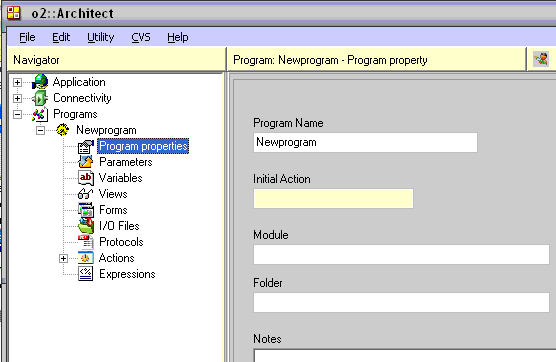 o2::Architect
File Edit Utility CVS Help
Navigator
Program: Newprogram - Program property
Application
Connectivity
Programs
Newprogram
Program properties
Parameters
Variables
Views
Forms
I/O Files
Protocols
Actions
Expressions
Program Name
Newprogram
Initial Action
Module
Folder
Notes